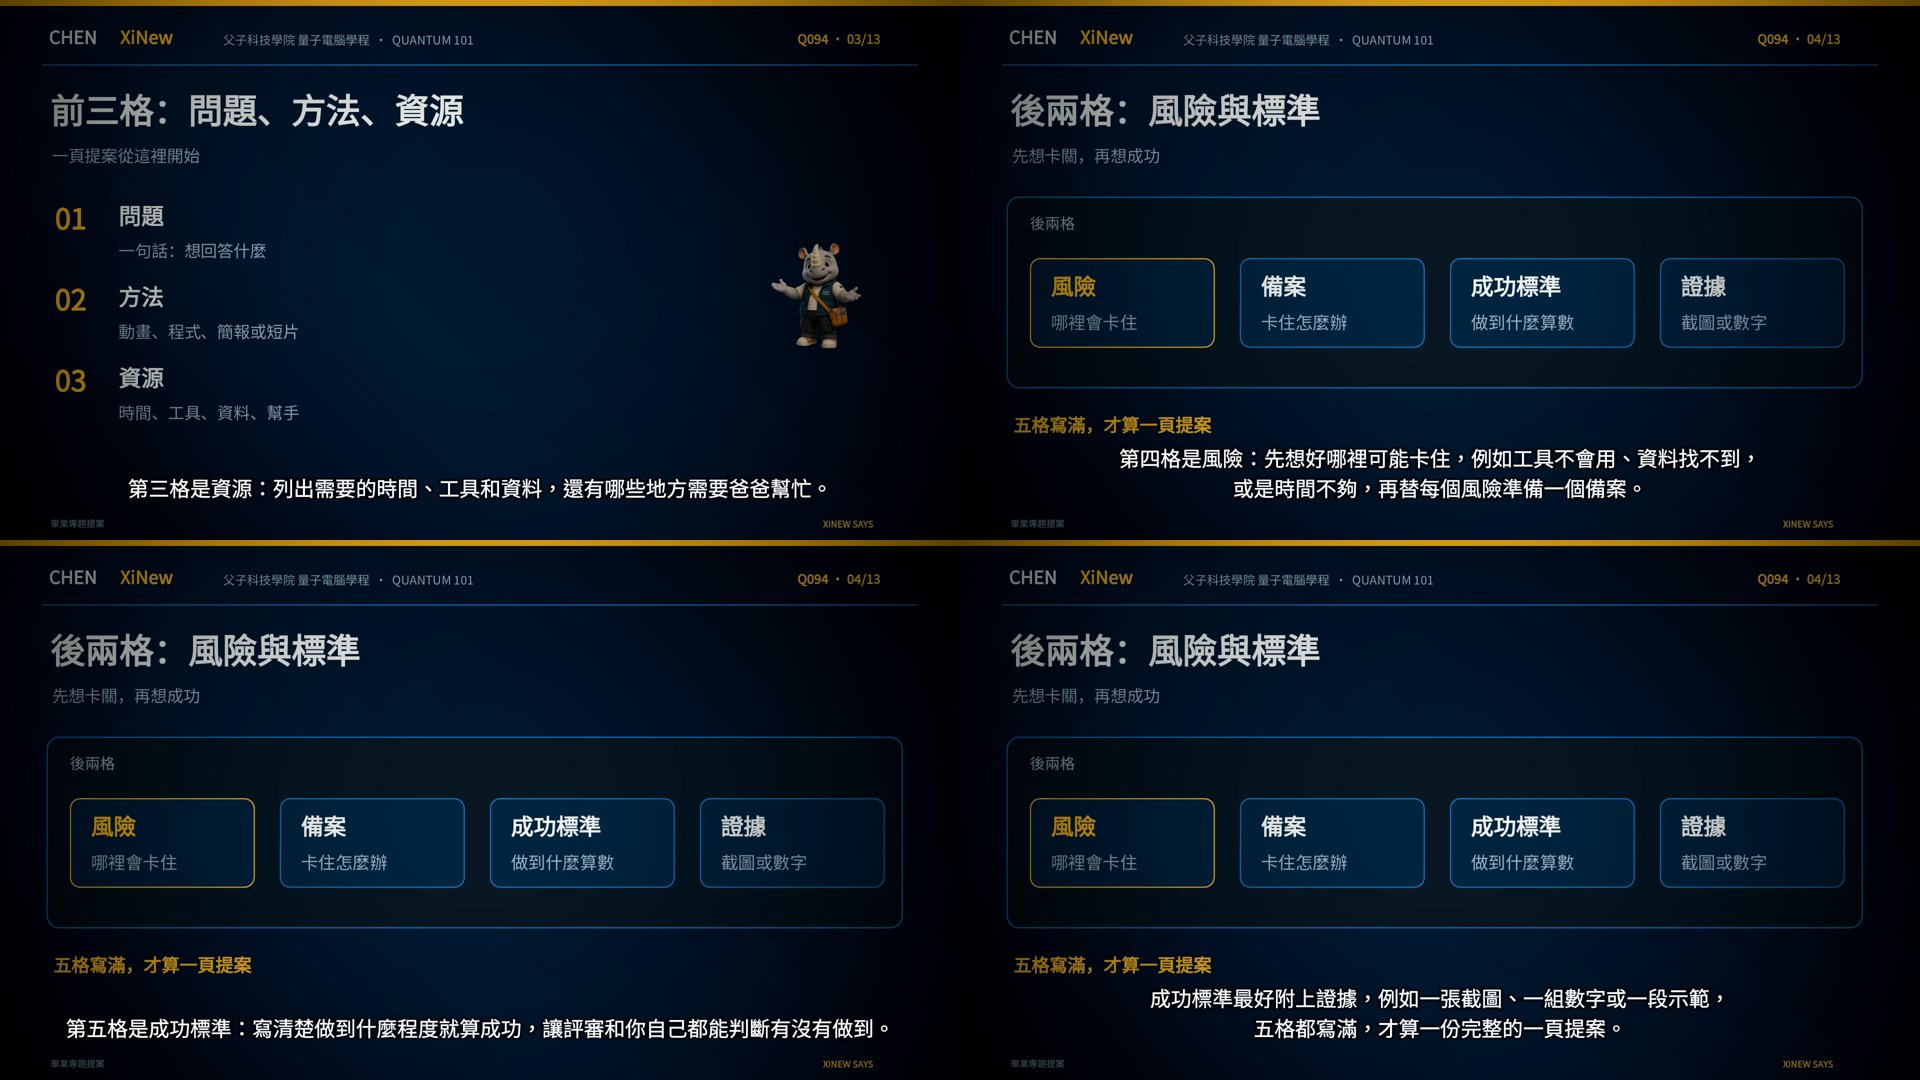 CHEN XiNew 父子科技學院 量子電腦學程 · QUANTUM 101 Q094 · 03/13
前三格：問題、方法、資源
一頁提案從這裡開始
01 問題
一句話：想回答什麼
02 方法
動畫、程式、簡報或短片
03 資源
時間、工具、資料、幫手
第三格是資源：列出需要的時間、工具和資料，還有哪些地方需要爸爸幫忙。
畢業專題提案 XINEW SAYS
CHEN XiNew 父子科技學院 量子電腦學程 · QUANTUM 101 Q094 · 04/13
後兩格：風險與標準
先想卡關，再想成功
後兩格
風險 備案 成功標準 證據
哪裡會卡住 卡住怎麼辦 做到什麼算數 截圖或數字
五格寫滿，才算一頁提案
第四格是風險：先想好哪裡可能卡住，例如工具不會用、資料找不到，
或是時間不夠，再替每個風險準備一個備案。
畢業專題提案 XINEW SAYS
CHEN XiNew 父子科技學院 量子電腦學程 · QUANTUM 101 Q094 · 04/13
後兩格：風險與標準
先想卡關，再想成功
後兩格
風險 備案 成功標準 證據
哪裡會卡住 卡住怎麼辦 做到什麼算數 截圖或數字
五格寫滿，才算一頁提案
第五格是成功標準：寫清楚做到什麼程度就算成功，讓評審和你自己都能判斷有沒有做到。
畢業專題提案 XINEW SAYS
CHEN XiNew 父子科技學院 量子電腦學程 · QUANTUM 101 Q094 · 04/13
後兩格：風險與標準
先想卡關，再想成功
後兩格
風險 備案 成功標準 證據
哪裡會卡住 卡住怎麼辦 做到什麼算數 截圖或數字
五格寫滿，才算一頁提案
成功標準最好附上證據，例如一張截圖、一組數字或一段示範，
五格都寫滿，才算一份完整的一頁提案。
畢業專題提案 XINEW SAYS